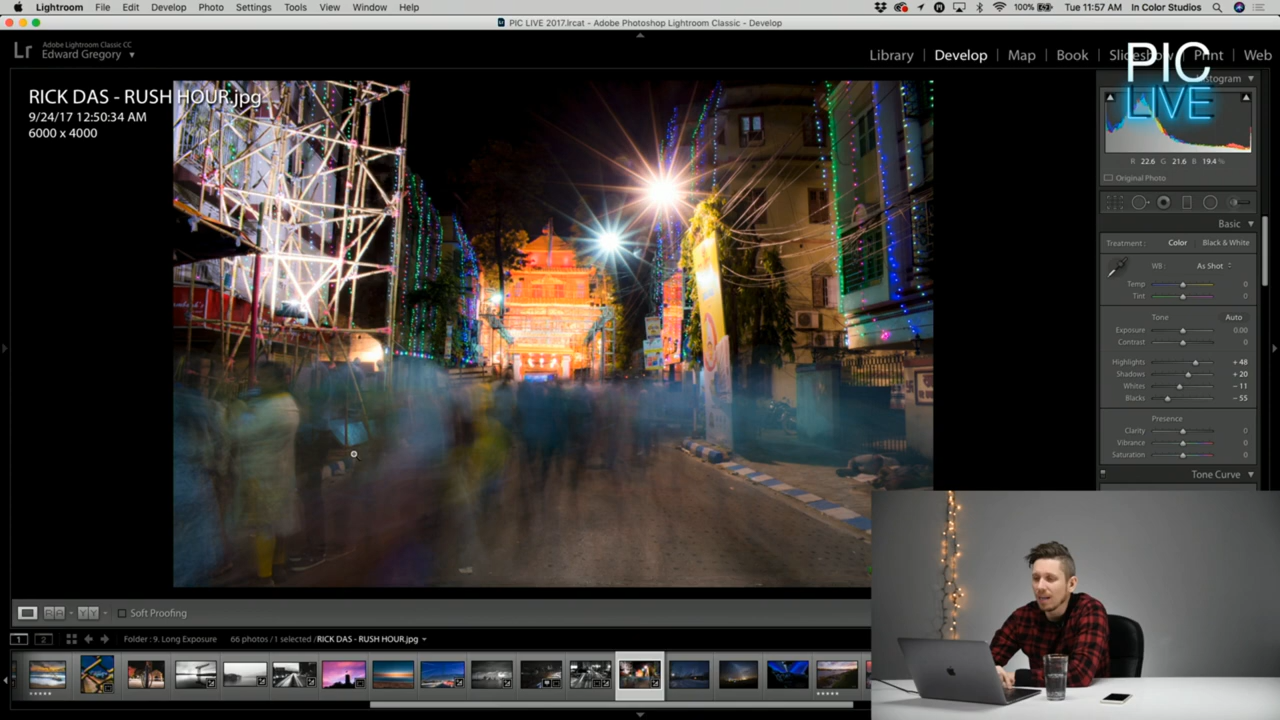 Lightroom File Edit Develop Photo Settings Tools View Window Help 100% Tue 11:57 AM In Color Studios
PIC LIVE 2017.lrcat - Adobe Photoshop Lightroom Classic - Develop
Lr Adobe Lightroom Classic CC
Edward Gregory
Library | Develop | Map | Book | Slideshow | Print | Web
PIC
LIVE
Histogram
RICK DAS - RUSH HOUR.jpg
9/24/17 12:50:34 AM
6000 x 4000
R 22.6 G 21.6 B 19.4 %
Original Photo
Basic
Treatment : Color Black & White
WB : As Shot
Temp 0
Tint 0
Tone Auto
Exposure 0.00
Contrast 0
Highlights + 48
Shadows + 20
Whites - 11
Blacks - 55
Presence
Clarity 0
Vibrance 0
Saturation 0
Tone Curve
Soft Proofing
1 2 Folder : 9. Long Exposure 66 photos / 1 selected / RICK DAS - RUSH HOUR.jpg